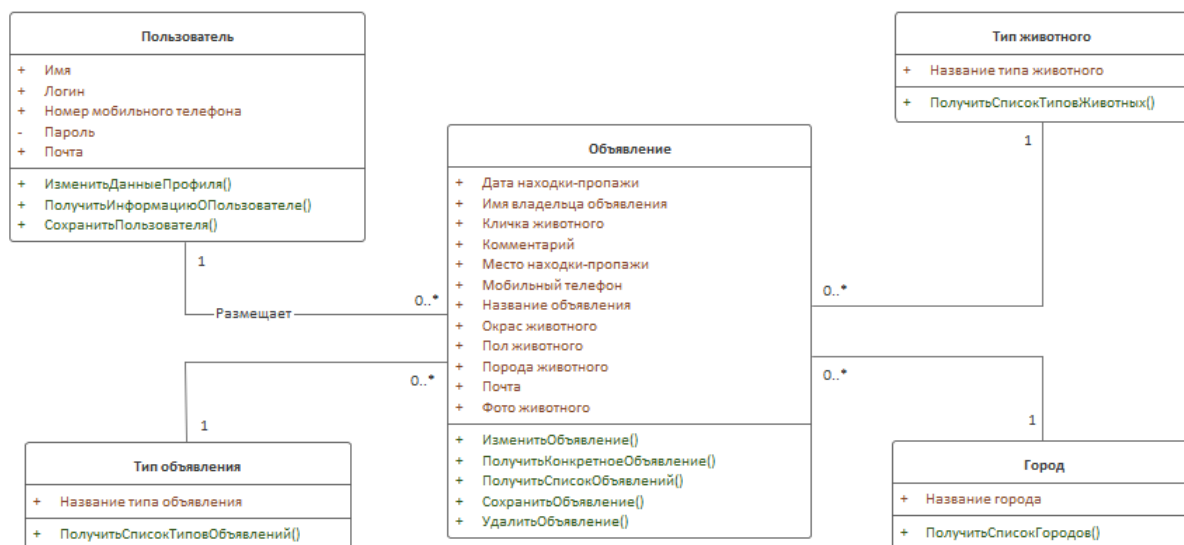 Пользователь
+ Имя
+ Логин
+ Номер мобильного телефона
- Пароль
+ Почта
+ ИзменитьДанныеПрофиля()
+ ПолучитьИнформациюОПользователе()
+ СохранитьПользователя()
1
0..*
Размещает
Тип животного
+ Название типа животного
+ ПолучитьСписокТиповЖивотных()
1
0..*
Объявление
+ Дата находки-пропажи
+ Имя владельца объявления
+ Кличка животного
+ Комментарий
+ Место находки-пропажи
+ Мобильный телефон
+ Название объявления
+ Окрас животного
+ Пол животного
+ Порода животного
+ Почта
+ Фото животного
+ ИзменитьОбъявление()
+ ПолучитьКонкретноеОбъявление()
+ ПолучитьСписокОбъявлений()
+ СохранитьОбъявление()
+ УдалитьОбъявление()
0..*
1
Тип объявления
+ Название типа объявления
+ ПолучитьСписокТиповОбъявлений()
0..*
1
Город
+ Название города
+ ПолучитьСписокГородов()